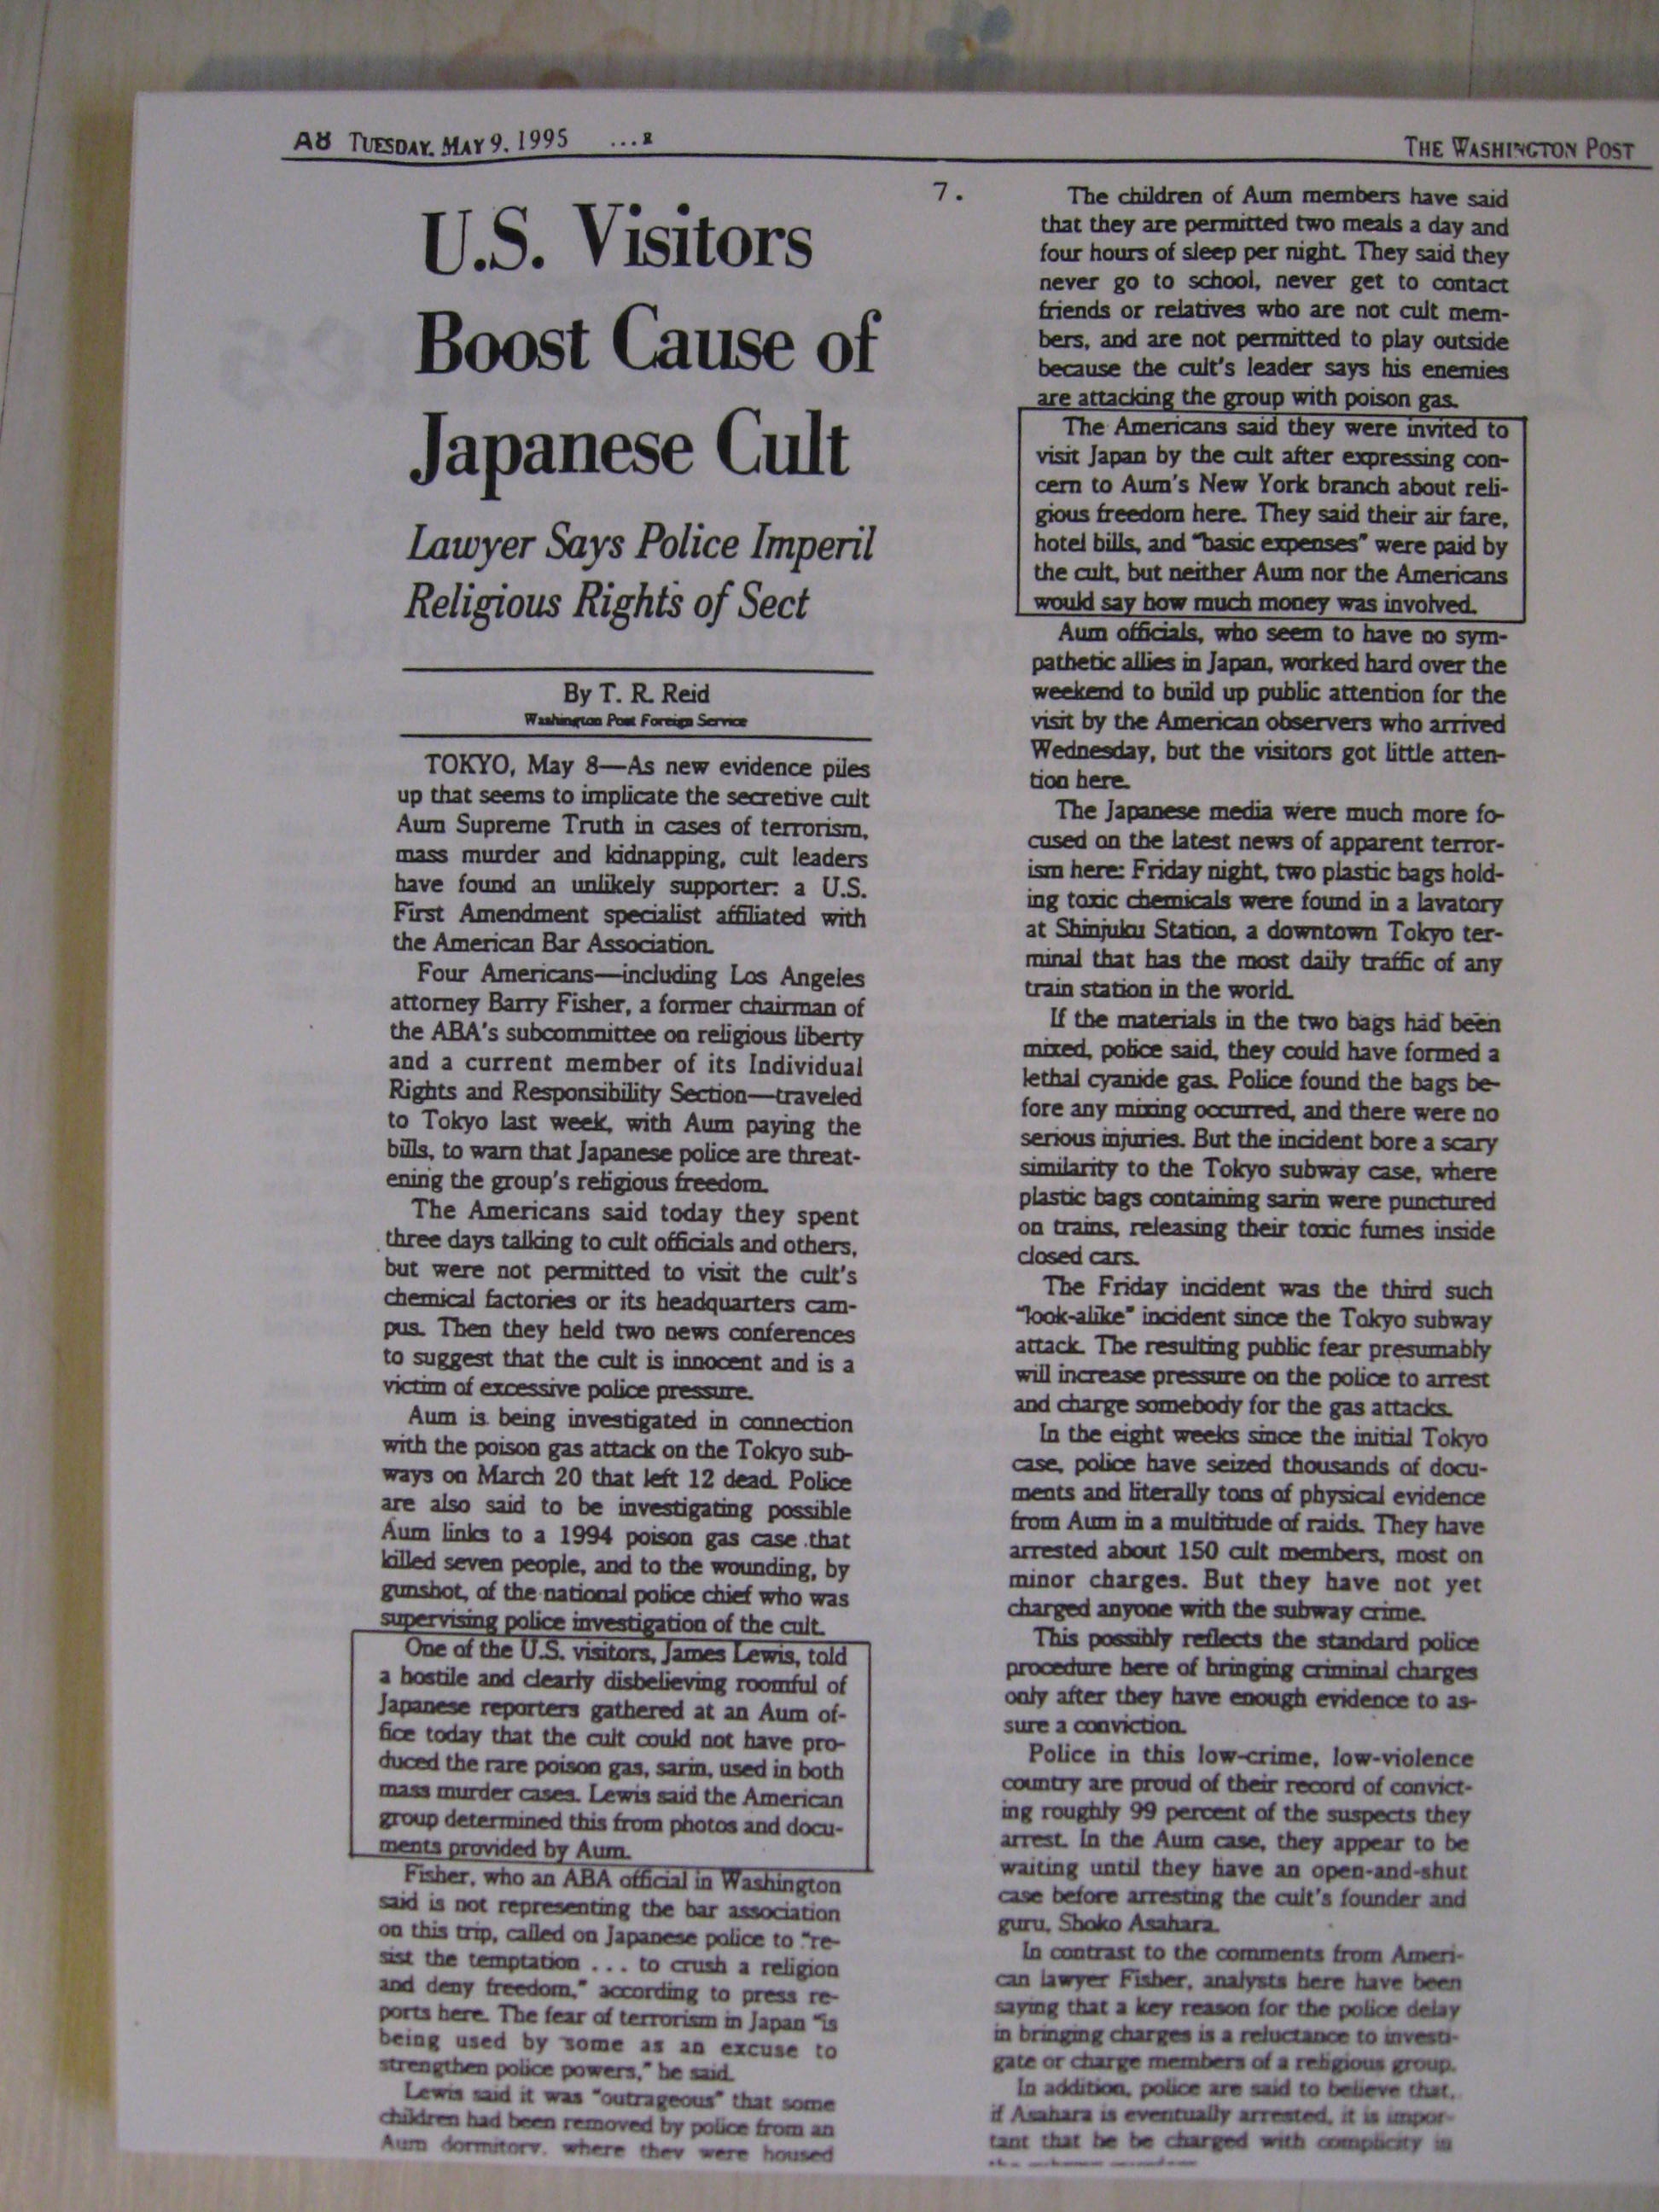 A8 TUESDAY, MAY 9, 1995 ...R
THE WASHINGTON POST
7.
U.S. Visitors
Boost Cause of
Japanese Cult
Lawyer Says Police Imperil
Religious Rights of Sect
By T. R. Reid
Washington Post Foreign Service
TOKYO, May 8—As new evidence piles
up that seems to implicate the secretive cult
Aum Supreme Truth in cases of terrorism,
mass murder and kidnapping, cult leaders
have found an unlikely supporter: a U.S.
First Amendment specialist affiliated with
the American Bar Association.
Four Americans—including Los Angeles
attorney Barry Fisher, a former chairman of
the ABA's subcommittee on religious liberty
and a current member of its Individual
Rights and Responsibility Section—traveled
to Tokyo last week, with Aum paying the
bills, to warn that Japanese police are threat-
ening the group's religious freedom.
The Americans said today they spent
three days talking to cult officials and others,
but were not permitted to visit the cult's
chemical factories or its headquarters cam-
pus. Then they held two news conferences
to suggest that the cult is innocent and is a
victim of excessive police pressure.
Aum is being investigated in connection
with the poison gas attack on the Tokyo sub-
ways on March 20 that left 12 dead. Police
are also said to be investigating possible
Aum links to a 1994 poison gas case that
killed seven people, and to the wounding, by
gunshot, of the national police chief who was
supervising police investigation of the cult.
One of the U.S. visitors, James Lewis, told
a hostile and clearly disbelieving roomful of
Japanese reporters gathered at an Aum of-
fice today that the cult could not have pro-
duced the rare poison gas, sarin, used in both
mass murder cases. Lewis said the American
group determined this from photos and docu-
ments provided by Aum.
Fisher, who an ABA official in Washington
said is not representing the bar association
on this trip, called on Japanese police to "re-
sist the temptation . . . to crush a religion
and deny freedom," according to press re-
ports here. The fear of terrorism in Japan "is
being used by some as an excuse to
strengthen police powers," he said.
Lewis said it was "outrageous" that some
children had been removed by police from an
Aum dormitory, where they were housed
The children of Aum members have said
that they are permitted two meals a day and
four hours of sleep per night. They said they
never go to school, never get to contact
friends or relatives who are not cult mem-
bers, and are not permitted to play outside
because the cult's leader says his enemies
are attacking the group with poison gas.
The Americans said they were invited to
visit Japan by the cult after expressing con-
cern to Aum's New York branch about reli-
gious freedom here. They said their air fare,
hotel bills, and "basic expenses" were paid by
the cult, but neither Aum nor the Americans
would say how much money was involved.
Aum officials, who seem to have no sym-
pathetic allies in Japan, worked hard over the
weekend to build up public attention for the
visit by the American observers who arrived
Wednesday, but the visitors got little atten-
tion here.
The Japanese media were much more fo-
cused on the latest news of apparent terror-
ism here: Friday night, two plastic bags hold-
ing toxic chemicals were found in a lavatory
at Shinjuku Station, a downtown Tokyo ter-
minal that has the most daily traffic of any
train station in the world.
If the materials in the two bags had been
mixed, police said, they could have formed a
lethal cyanide gas. Police found the bags be-
fore any mixing occurred, and there were no
serious injuries. But the incident bore a scary
similarity to the Tokyo subway case, where
plastic bags containing sarin were punctured
on trains, releasing their toxic fumes inside
closed cars.
The Friday incident was the third such
"look-alike" incident since the Tokyo subway
attack. The resulting public fear presumably
will increase pressure on the police to arrest
and charge somebody for the gas attacks.
In the eight weeks since the initial Tokyo
case, police have seized thousands of docu-
ments and literally tons of physical evidence
from Aum in a multitude of raids. They have
arrested about 150 cult members, most on
minor charges. But they have not yet
charged anyone with the subway crime.
This possibly reflects the standard police
procedure here of bringing criminal charges
only after they have enough evidence to as-
sure a conviction.
Police in this low-crime, low-violence
country are proud of their record of convict-
ing roughly 99 percent of the suspects they
arrest. In the Aum case, they appear to be
waiting until they have an open-and-shut
case before arresting the cult's founder and
guru, Shoko Asahara.
In contrast to the comments from Ameri-
can lawyer Fisher, analysts here have been
saying that a key reason for the police delay
in bringing charges is a reluctance to investi-
gate or charge members of a religious group.
In addition, police are said to believe that,
if Asahara is eventually arrested, it is impor-
tant that he be charged with complicity in